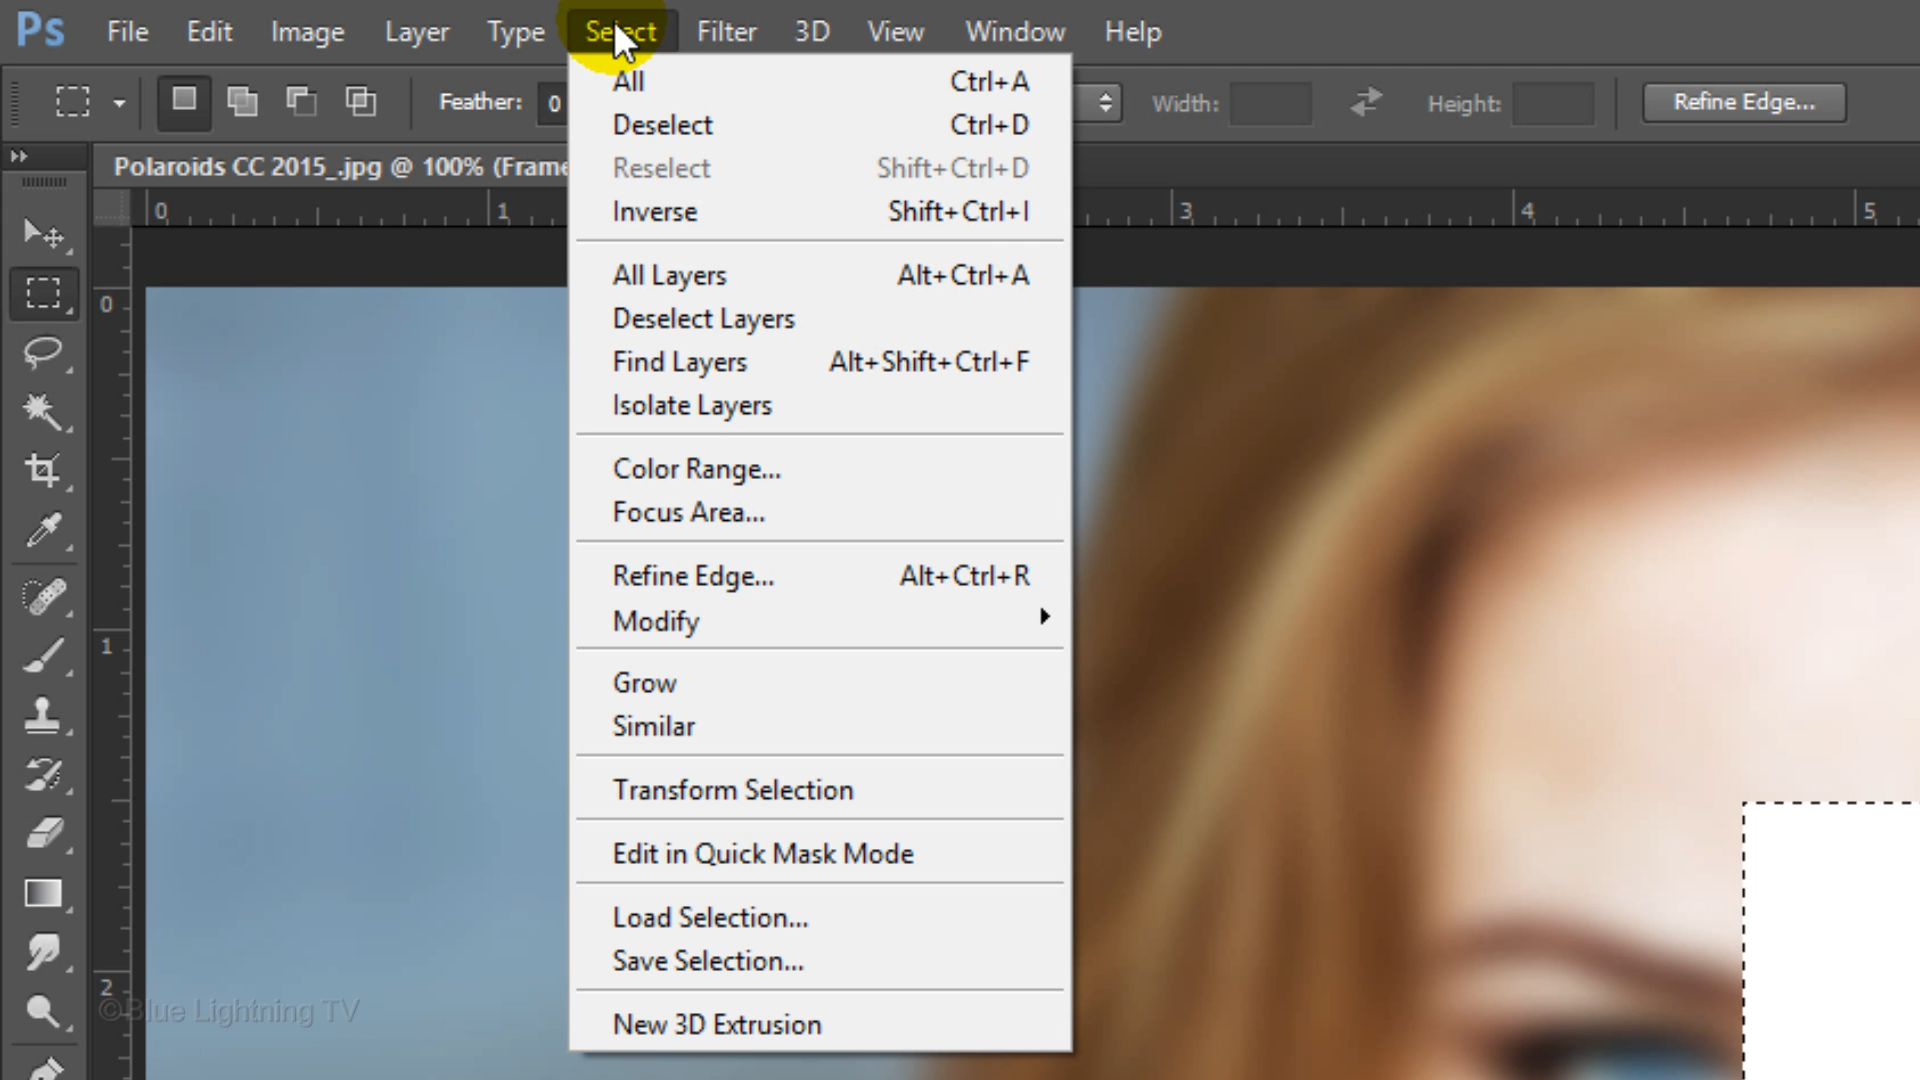 Ps File Edit Image Layer Type Select Filter 3D View Window Help
Feather: 0 Width: Height: Refine Edge...
Polaroids CC 2015_.jpg @ 100% (Frame
0 1 3 4 5
All Ctrl+A
Deselect Ctrl+D
Reselect Shift+Ctrl+D
Inverse Shift+Ctrl+I
All Layers Alt+Ctrl+A
0
Deselect Layers
Find Layers Alt+Shift+Ctrl+F
Isolate Layers
Color Range...
Focus Area...
Refine Edge... Alt+Ctrl+R
Modify
1
Grow
Similar
Transform Selection
Edit in Quick Mask Mode
Load Selection...
Save Selection...
2
©Blue Lightning TV
New 3D Extrusion